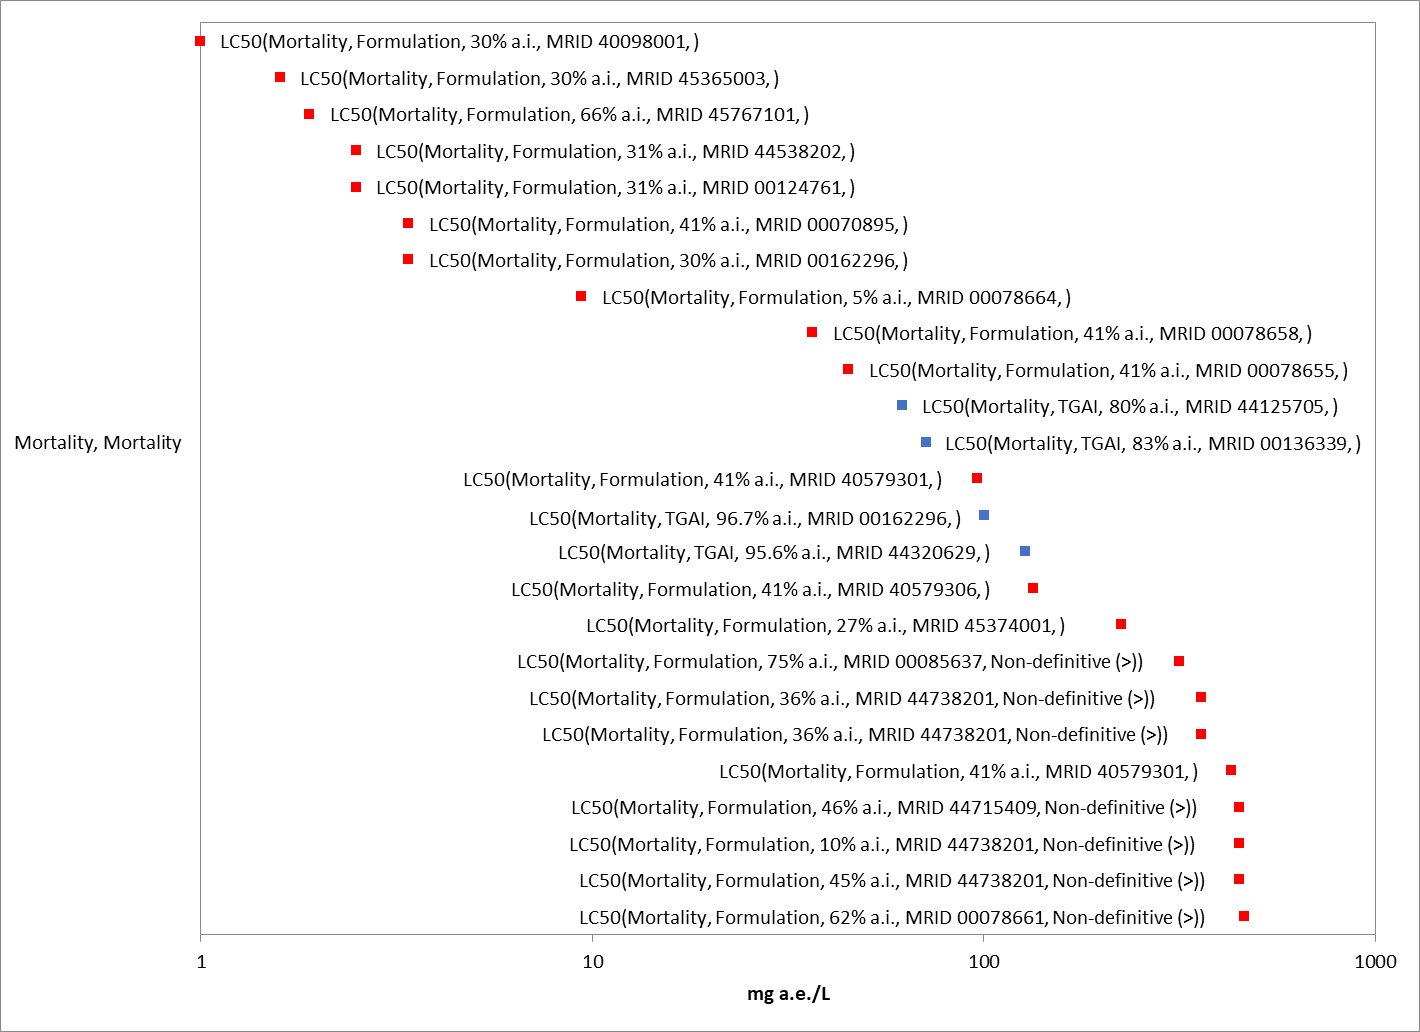 LC50(Mortality, Formulation, 30% a.i., MRID 40098001, )
LC50(Mortality, Formulation, 30% a.i., MRID 45365003, )
LC50(Mortality, Formulation, 66% a.i., MRID 45767101, )
LC50(Mortality, Formulation, 31% a.i., MRID 44538202, )
LC50(Mortality, Formulation, 31% a.i., MRID 00124761, )
LC50(Mortality, Formulation, 41% a.i., MRID 00070895, )
LC50(Mortality, Formulation, 30% a.i., MRID 00162296, )
LC50(Mortality, Formulation, 5% a.i., MRID 00078664, )
LC50(Mortality, Formulation, 41% a.i., MRID 00078658, )
LC50(Mortality, Formulation, 41% a.i., MRID 00078655, )
LC50(Mortality, TGAI, 80% a.i., MRID 44125705, )
Mortality, Mortality
LC50(Mortality, TGAI, 83% a.i., MRID 00136339, )
LC50(Mortality, Formulation, 41% a.i., MRID 40579301, )
LC50(Mortality, TGAI, 96.7% a.i., MRID 00162296, )
LC50(Mortality, TGAI, 95.6% a.i., MRID 44320629, )
LC50(Mortality, Formulation, 41% a.i., MRID 40579306, )
LC50(Mortality, Formulation, 27% a.i., MRID 45374001, )
LC50(Mortality, Formulation, 75% a.i., MRID 00085637, Non-definitive (>))
LC50(Mortality, Formulation, 36% a.i., MRID 44738201, Non-definitive (>))
LC50(Mortality, Formulation, 36% a.i., MRID 44738201, Non-definitive (>))
LC50(Mortality, Formulation, 41% a.i., MRID 40579301, )
LC50(Mortality, Formulation, 46% a.i., MRID 44715409, Non-definitive (>))
LC50(Mortality, Formulation, 10% a.i., MRID 44738201, Non-definitive (>))
LC50(Mortality, Formulation, 45% a.i., MRID 44738201, Non-definitive (>))
LC50(Mortality, Formulation, 62% a.i., MRID 00078661, Non-definitive (>))
1 10 100 1000
mg a.e./L